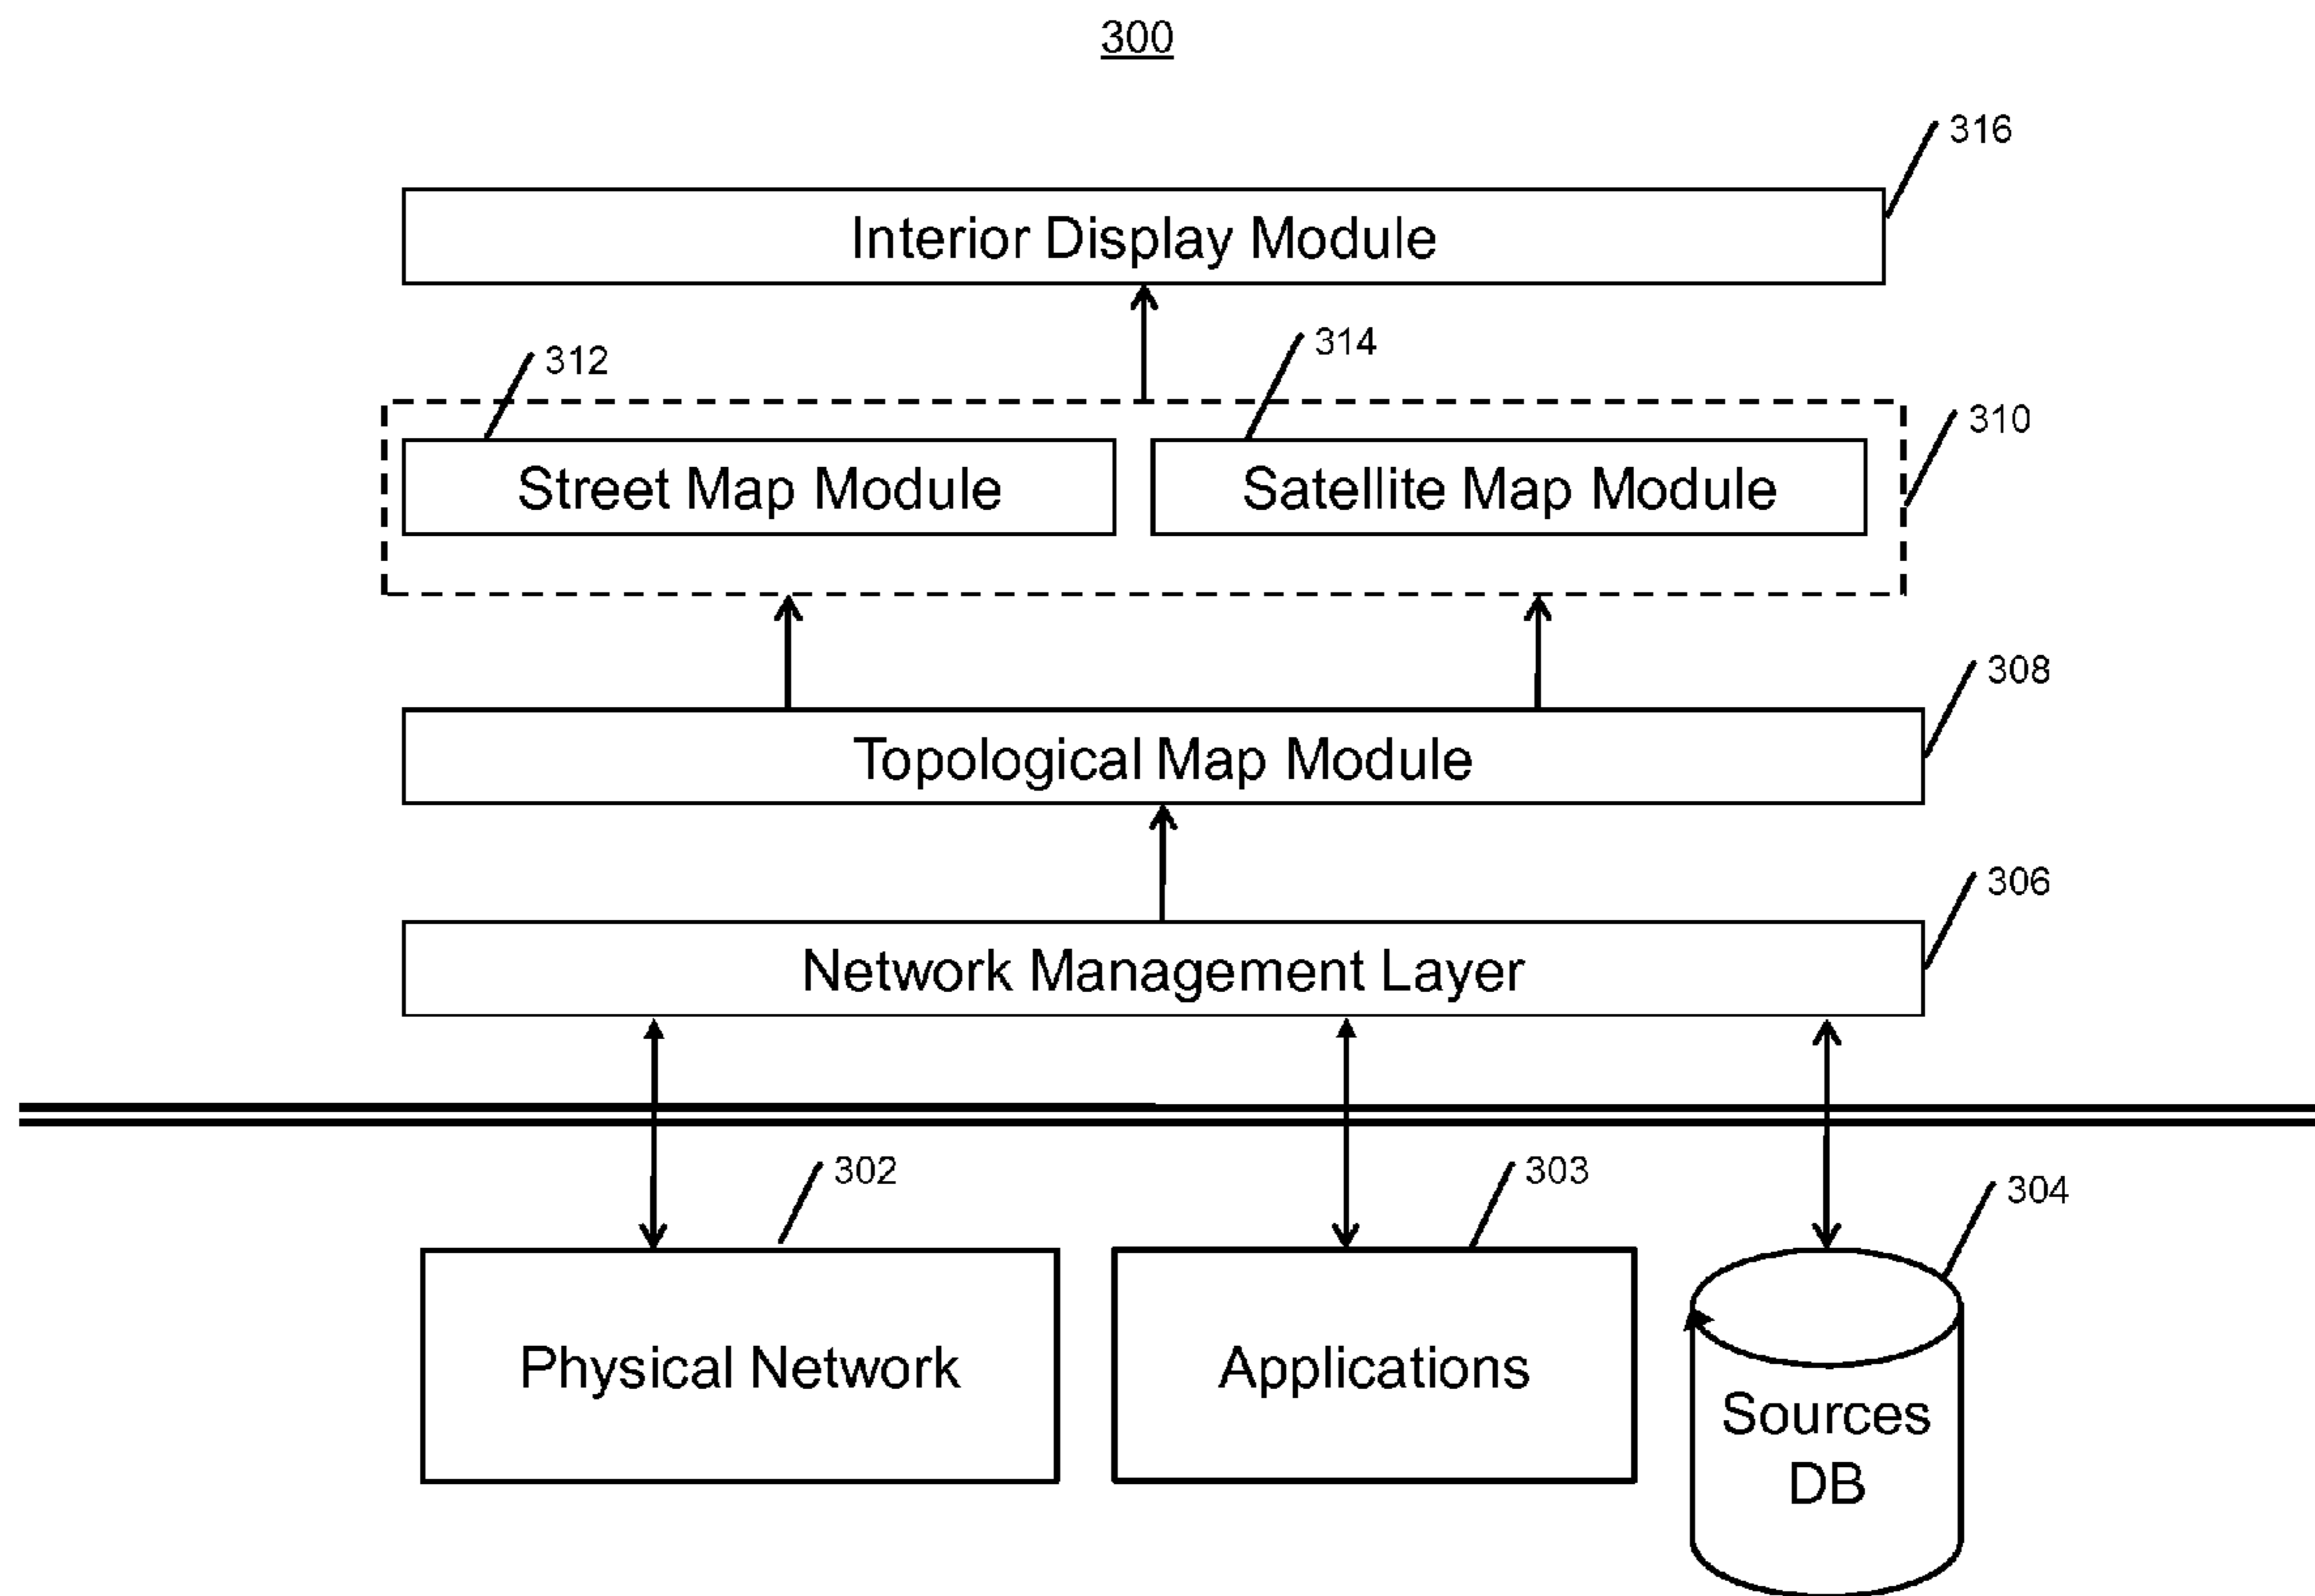 300
316
Interior Display Module
312
314
310
Street Map Module
Satellite Map Module
308
Topological Map Module
306
Network Management Layer
302
303
304
Physical Network
Applications
Sources
DB